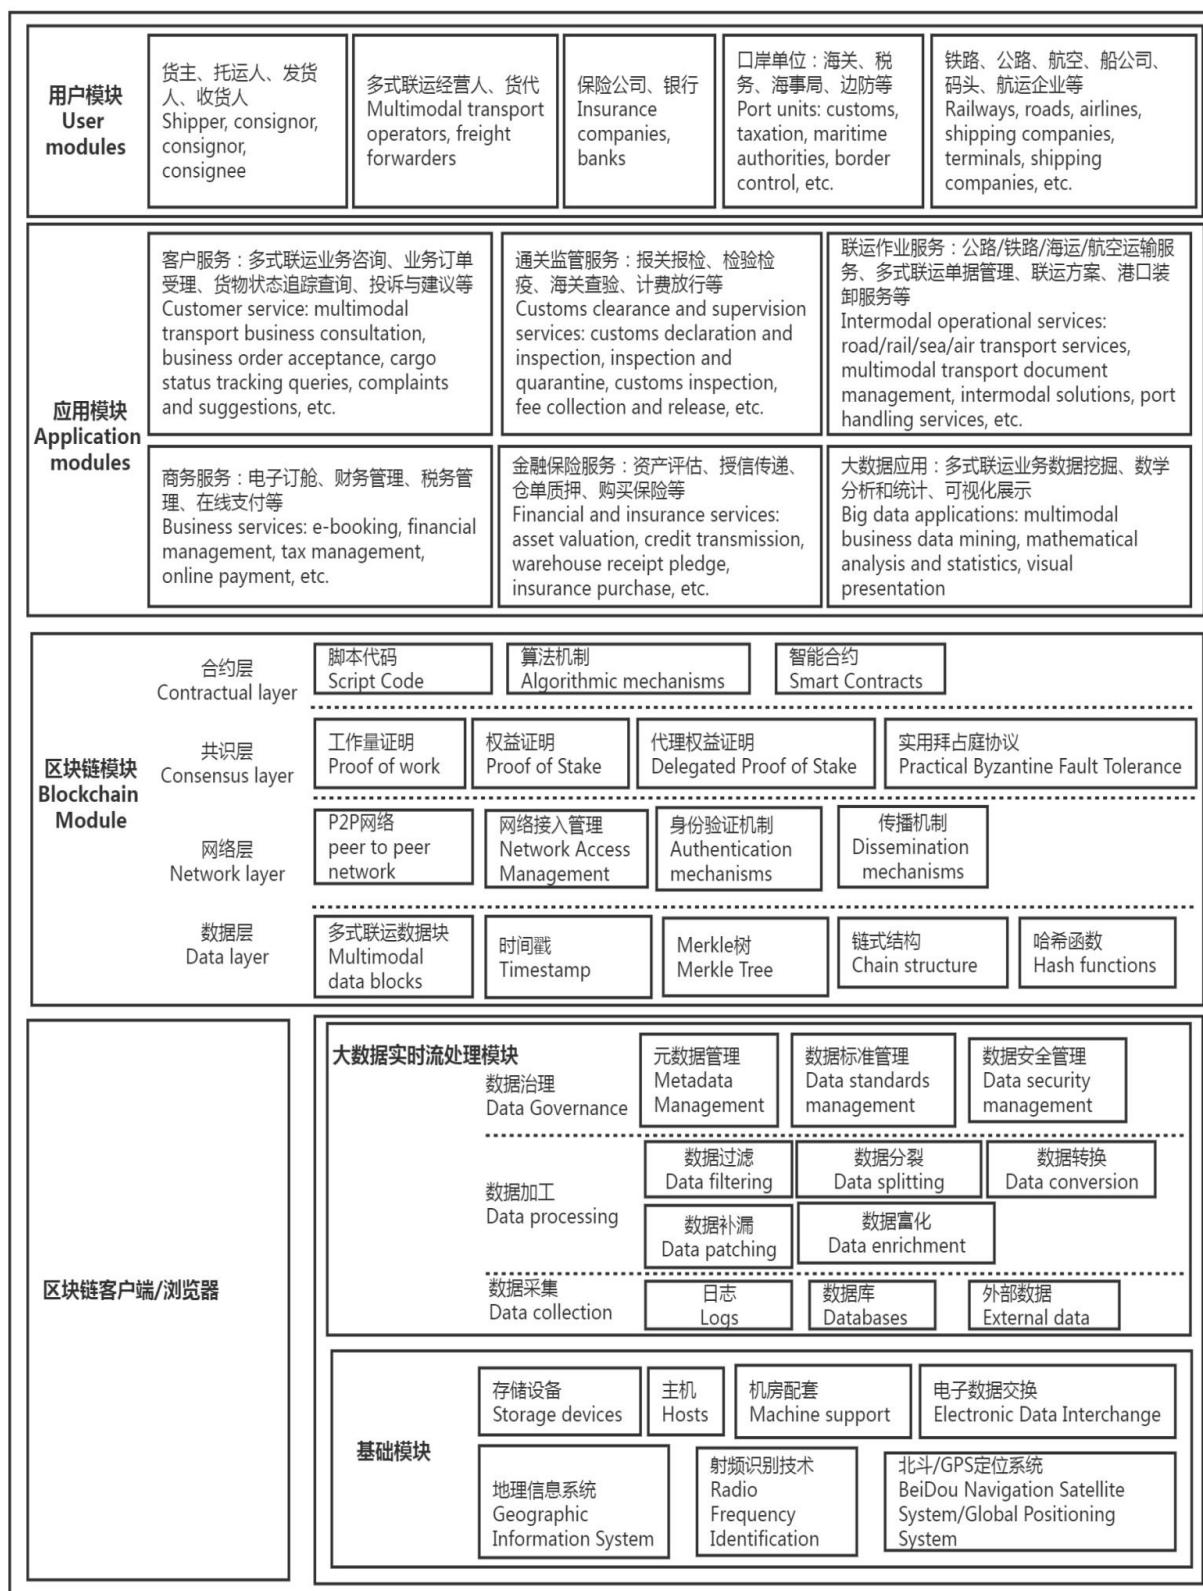 用户模块
User
modules
货主、托运人、发货
人、收货人
Shipper, consignor,
consignor,
consignee
多式联运经营人、货代
Multimodal transport
operators, freight
forwarders
保险公司、银行
Insurance
companies,
banks
口岸单位：海关、税
务、海事局、边防等
Port units: customs,
taxation, maritime
authorities, border
control, etc.
铁路、公路、航空、船公司、
码头、航运企业等
Railways, roads, airlines,
shipping companies,
terminals, shipping
companies, etc.
应用模块
Application
modules
客户服务：多式联运业务咨询、业务订单
受理、货物状态追踪查询、投诉与建议等
Customer service: multimodal
transport business consultation,
business order acceptance, cargo
status tracking queries, complaints
and suggestions, etc.
通关监管服务：报关报检、检验检
疫、海关查验、计费放行等
Customs clearance and supervision
services: customs declaration and
inspection, inspection and
quarantine, customs inspection,
fee collection and release, etc.
联运作业服务：公路/铁路/海运/航空运输服
务、多式联运单据管理、联运方案、港口装
卸服务等
Intermodal operational services:
road/rail/sea/air transport services,
multimodal transport document
management, intermodal solutions, port
handling services, etc.
商务服务：电子订舱、财务管理、税务管
理、在线支付等
Business services: e-booking, financial
management, tax management,
online payment, etc.
金融保险服务：资产评估、授信传递、
仓单质押、购买保险等
Financial and insurance services:
asset valuation, credit transmission,
warehouse receipt pledge,
insurance purchase, etc.
大数据应用：多式联运业务数据挖掘、数学
分析和统计、可视化展示
Big data applications: multimodal
business data mining, mathematical
analysis and statistics, visual
presentation
区块链模块
Blockchain
Module
合约层
Contractual layer
脚本代码
Script Code
算法机制
Algorithmic mechanisms
智能合约
Smart Contracts
共识层
Consensus layer
工作量证明
Proof of work
权益证明
Proof of Stake
代理权益证明
Delegated Proof of Stake
实用拜占庭协议
Practical Byzantine Fault Tolerance
网络层
Network layer
P2P网络
peer to peer
network
网络接入管理
Network Access
Management
身份验证机制
Authentication
mechanisms
传播机制
Dissemination
mechanisms
数据层
Data layer
多式联运数据块
Multimodal
data blocks
时间戳
Timestamp
Merkle树
Merkle Tree
链式结构
Chain structure
哈希函数
Hash functions
区块链客户端/浏览器
大数据实时流处理模块
数据治理
Data Governance
元数据管理
Metadata
Management
数据标准管理
Data standards
management
数据安全管理
Data security
management
数据加工
Data processing
数据过滤
Data filtering
数据分裂
Data splitting
数据转换
Data conversion
数据补漏
Data patching
数据富化
Data enrichment
数据采集
Data collection
日志
Logs
数据库
Databases
外部数据
External data
基础模块
存储设备
Storage devices
主机
Hosts
机房配套
Machine support
电子数据交换
Electronic Data Interchange
地理信息系统
Geographic
Information System
射频识别技术
Radio
Frequency
Identification
北斗/GPS定位系统
BeiDou Navigation Satellite
System/Global Positioning
System